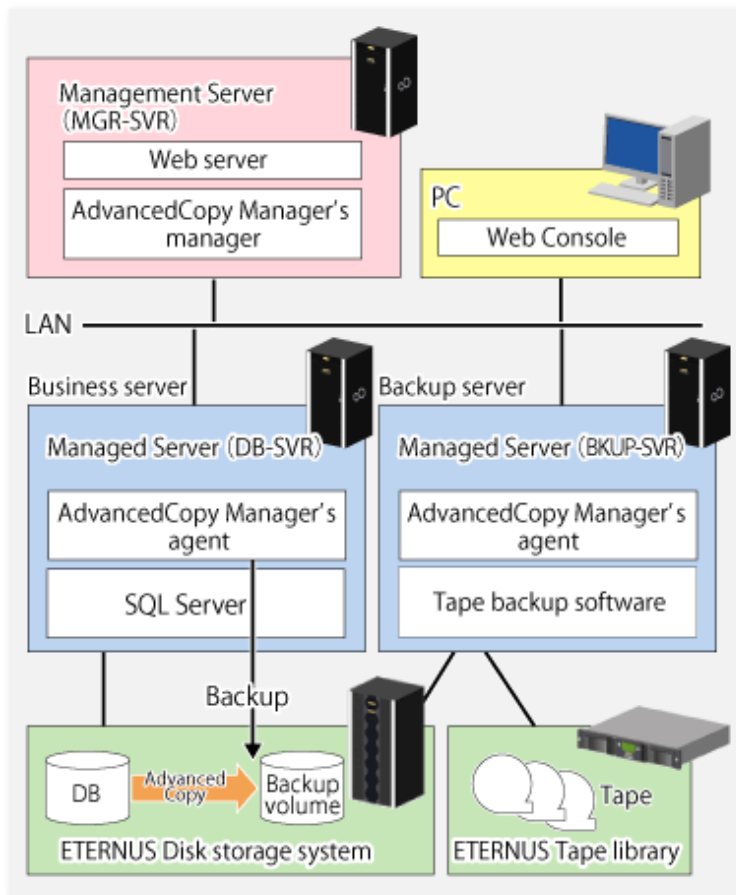 Management Server
(MGR-SVR)
Web server
AdvancedCopy Manager's
manager
PC
Web Console
LAN
Business server
Managed Server (DB-SVR)
AdvancedCopy Manager's
agent
SQL Server
Backup server
Managed Server (BKUP-SVR)
AdvancedCopy Manager's
agent
Tape backup software
Backup
DB
Advanced
Copy
Backup
volume
ETERNUS Disk storage system
Tape
ETERNUS Tape library